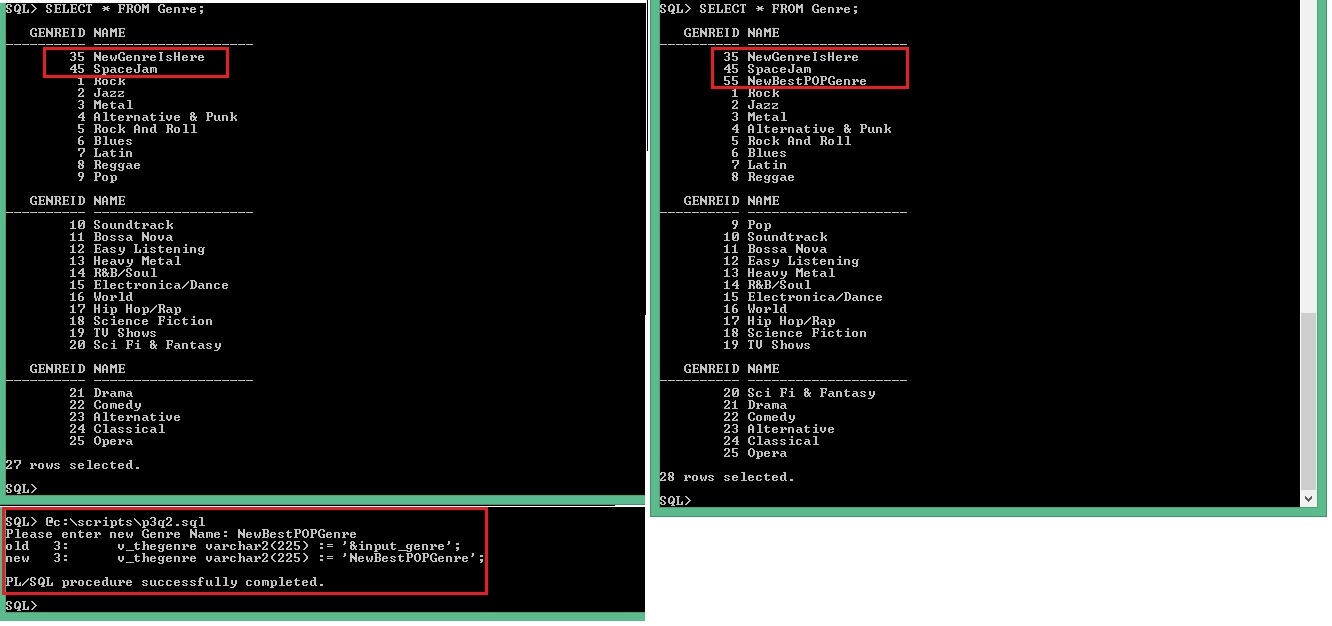 SQL> SELECT * FROM Genre;
GENREID NAME
35 NewGenreIsHere
45 SpaceJam
1 Rock
2 Jazz
3 Metal
4 Alternative & Punk
5 Rock And Roll
6 Blues
7 Latin
8 Reggae
9 Pop
GENREID NAME
10 Soundtrack
11 Bossa Nova
12 Easy Listening
13 Heavy Metal
14 R&B/Soul
15 Electronica/Dance
16 World
17 Hip Hop/Rap
18 Science Fiction
19 TV Shows
20 Sci Fi & Fantasy
GENREID NAME
21 Drama
22 Comedy
23 Alternative
24 Classical
25 Opera
27 rows selected.
SQL>
SQL> @c:\scripts\p3q2.sql
Please enter new Genre Name: NewBestPOPGenre
old   3:      v_thegenre varchar2(225) := '&input_genre';
new   3:      v_thegenre varchar2(225) := 'NewBestPOPGenre';
PL/SQL procedure successfully completed.
SQL>
SQL> SELECT * FROM Genre;
GENREID NAME
35 NewGenreIsHere
45 SpaceJam
55 NewBestPOPGenre
1 Rock
2 Jazz
3 Metal
4 Alternative & Punk
5 Rock And Roll
6 Blues
7 Latin
8 Reggae
GENREID NAME
9 Pop
10 Soundtrack
11 Bossa Nova
12 Easy Listening
13 Heavy Metal
14 R&B/Soul
15 Electronica/Dance
16 World
17 Hip Hop/Rap
18 Science Fiction
19 TV Shows
GENREID NAME
20 Sci Fi & Fantasy
21 Drama
22 Comedy
23 Alternative
24 Classical
25 Opera
28 rows selected.
SQL>